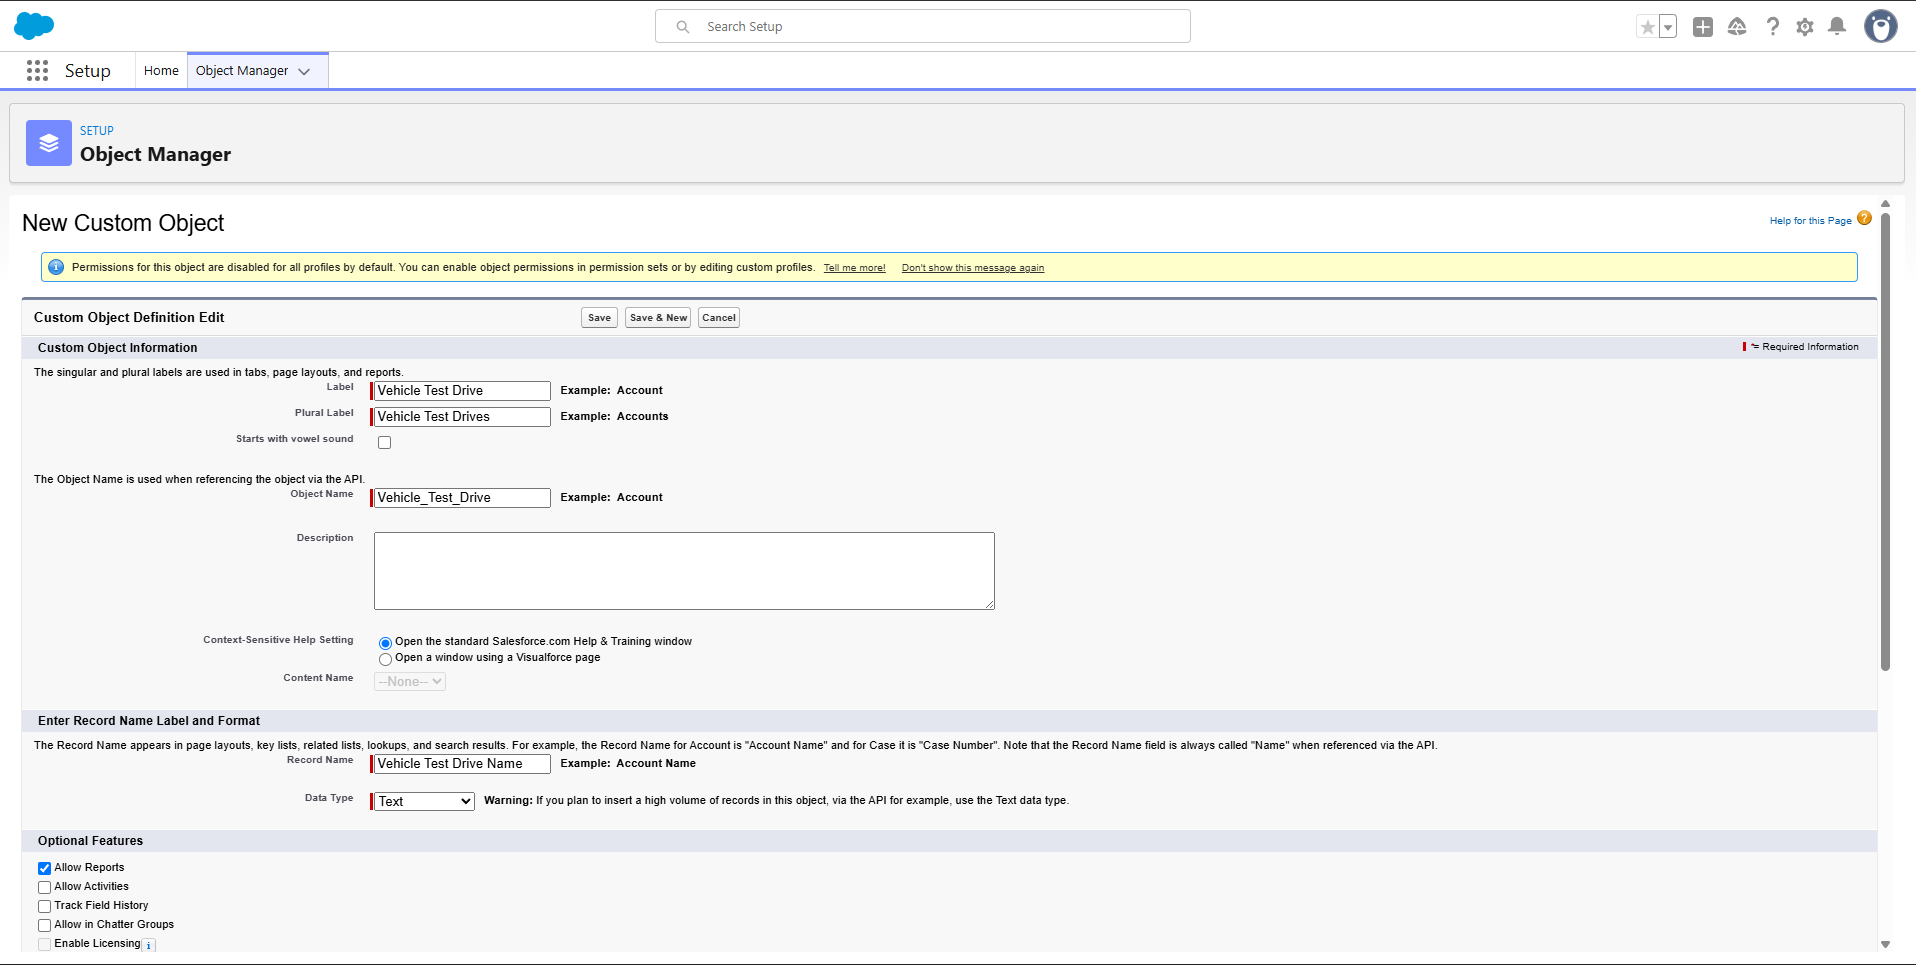 Search Setup
Setup
Home
Object Manager
SETUP
Object Manager
New Custom Object
Help for this Page
Permissions for this object are disabled for all profiles by default. You can enable object permissions in permission sets or by editing custom profiles. Tell me more! Don't show this message again
Custom Object Definition Edit
Save
Save & New
Cancel
Custom Object Information
= Required Information
The singular and plural labels are used in tabs, page layouts, and reports.
Label Vehicle Test Drive Example: Account
Plural Label Vehicle Test Drives Example: Accounts
Starts with vowel sound
The Object Name is used when referencing the object via the API.
Object Name Vehicle_Test_Drive Example: Account
Description
Context-Sensitive Help Setting Open the standard Salesforce.com Help & Training window
Open a window using a Visualforce page
Content Name --None--
Enter Record Name Label and Format
The Record Name appears in page layouts, key lists, related lists, lookups, and search results. For example, the Record Name for Account is "Account Name" and for Case it is "Case Number". Note that the Record Name field is always called "Name" when referenced via the API.
Record Name Vehicle Test Drive Name Example: Account Name
Data Type Text Warning: If you plan to insert a high volume of records in this object, via the API for example, use the Text data type.
Optional Features
Allow Reports
Allow Activities
Track Field History
Allow in Chatter Groups
Enable Licensing